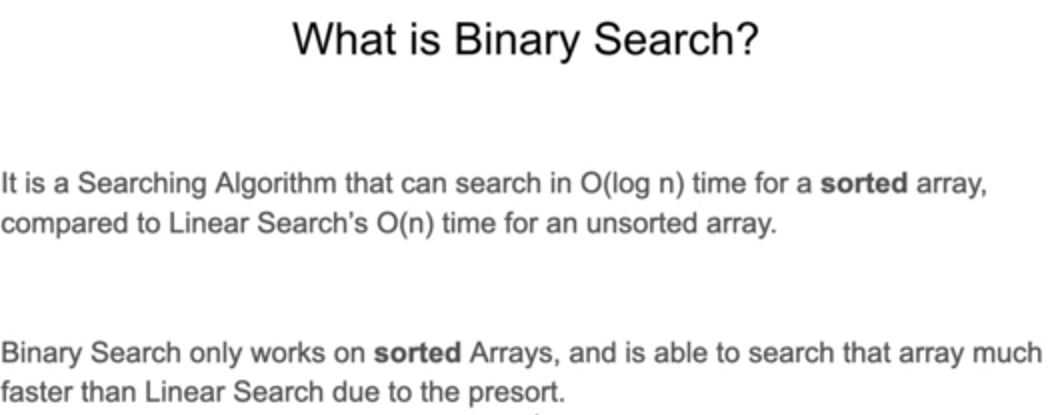 What is Binary Search?
It is a Searching Algorithm that can search in O(log n) time for a sorted array,
compared to Linear Search's O(n) time for an unsorted array.
Binary Search only works on sorted Arrays, and is able to search that array much
faster than Linear Search due to the presort.